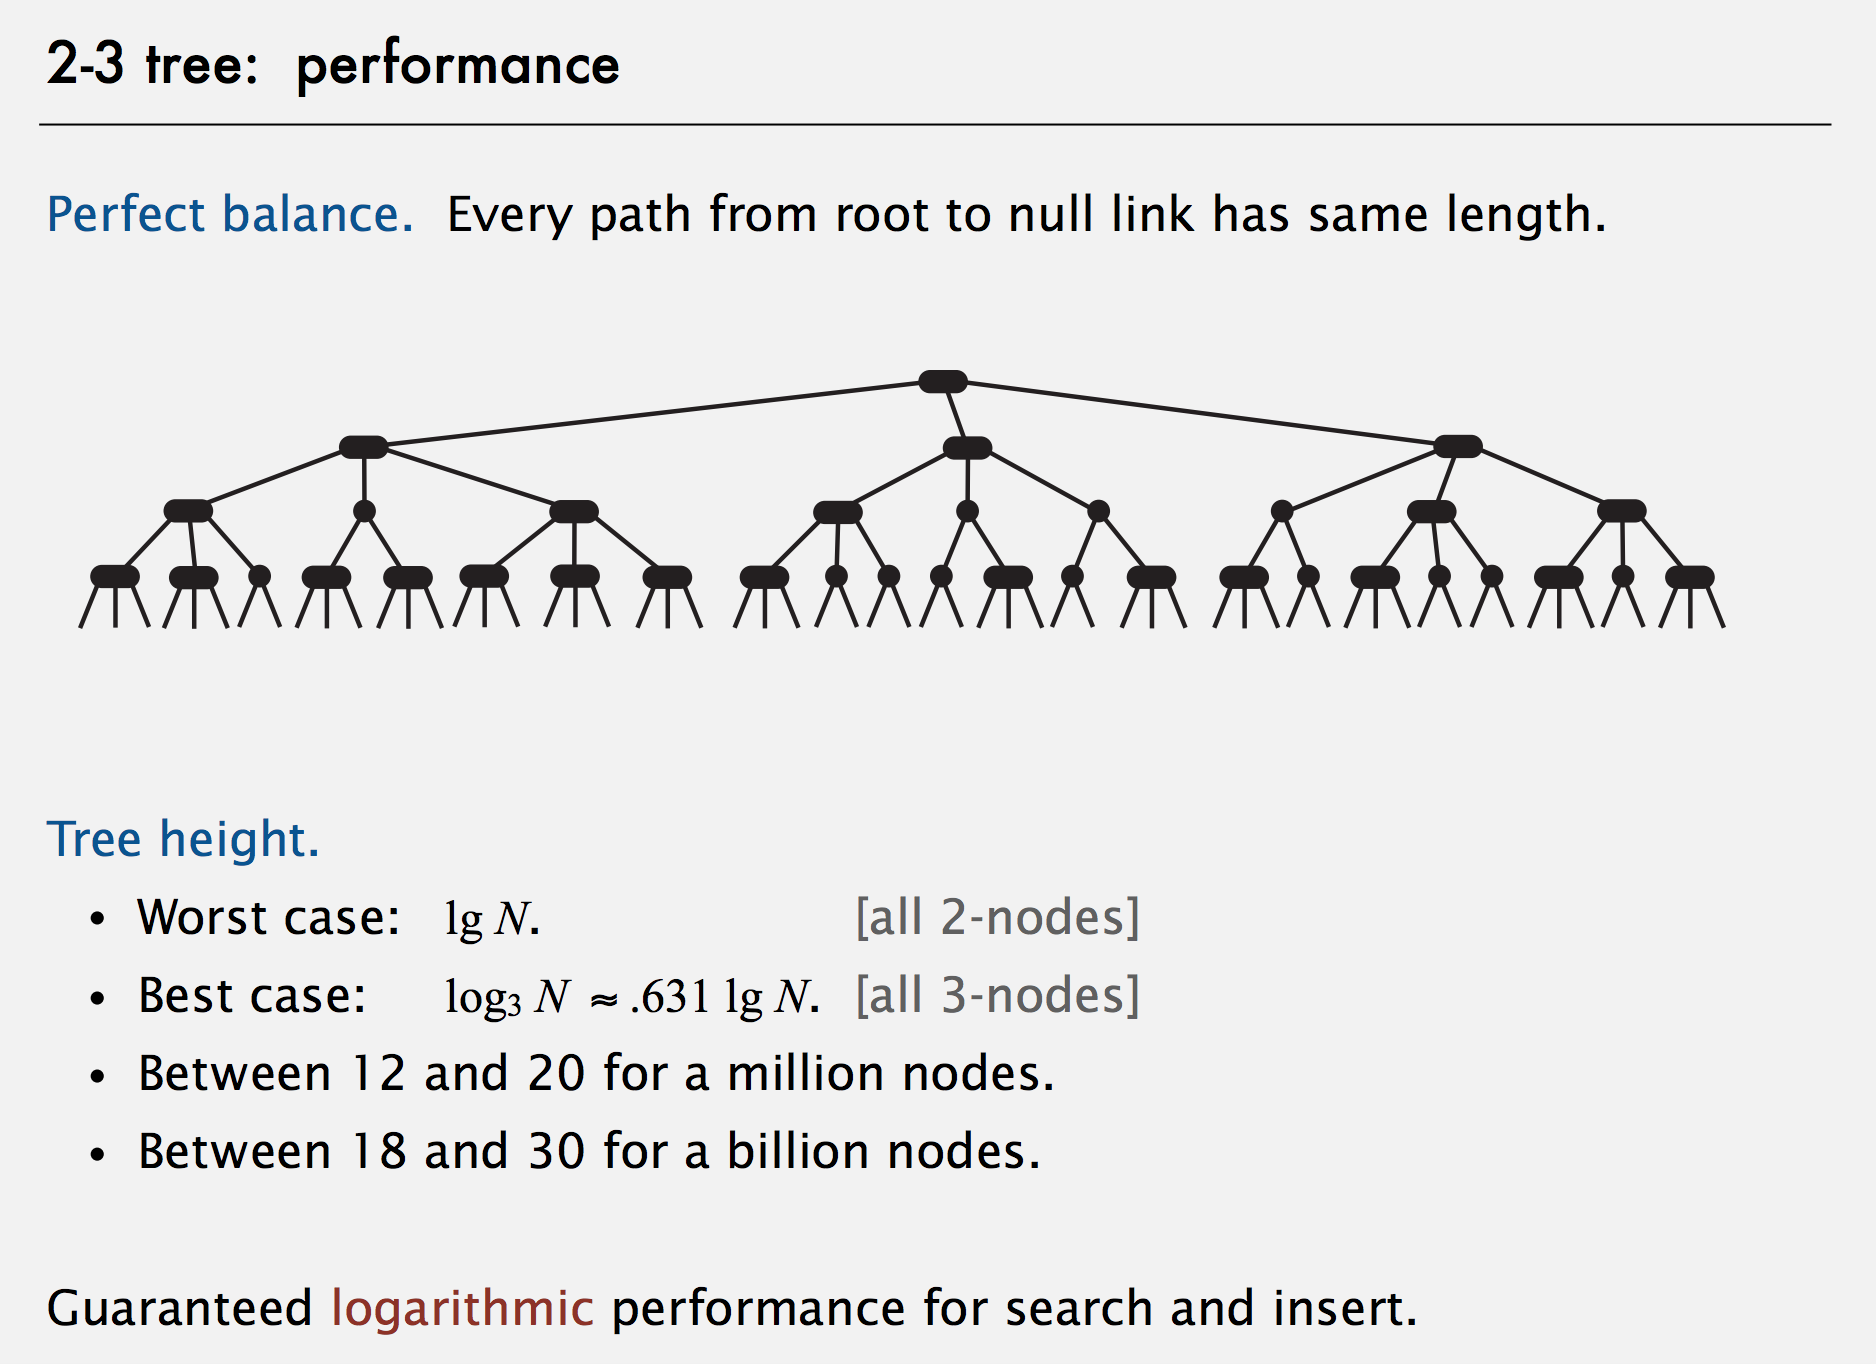 2-3 tree: performance
Perfect balance. Every path from root to null link has same length.
Tree height.
• Worst case: lg N. [all 2-nodes]
• Best case: log₃ N ≈ .631 lg N. [all 3-nodes]
• Between 12 and 20 for a million nodes.
• Between 18 and 30 for a billion nodes.
Guaranteed logarithmic performance for search and insert.